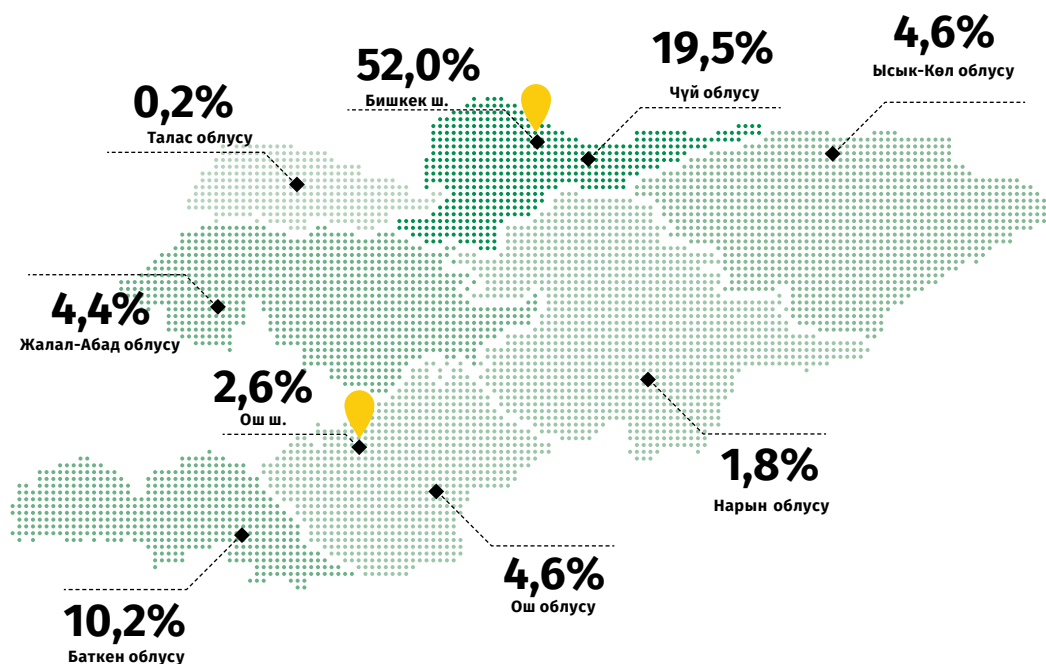 4,6%
Ысык-Көл облусу
19,5%
Чүй облусу
52,0%
Бишкек ш.
0,2%
Талас облусу
4,4%
Жалал-Абад облусу
2,6%
Ош ш.
1,8%
Нарын облусу
4,6%
Ош облусу
10,2%
Баткен облусу